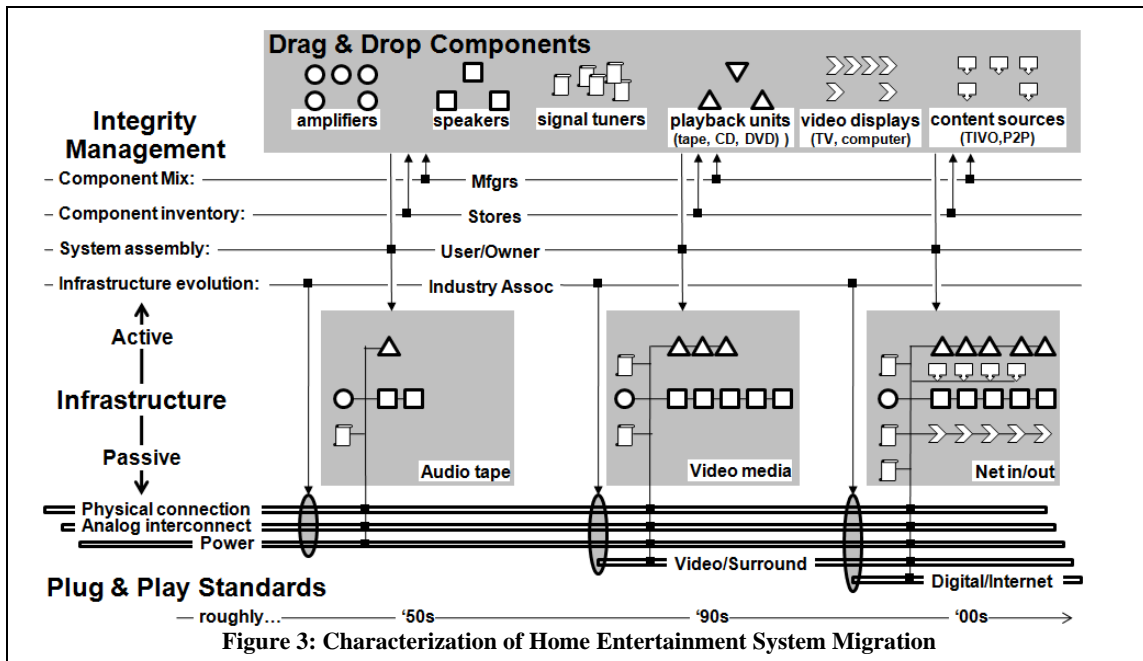 Drag & Drop Components
amplifiers
speakers
signal tuners
playback units
(tape, CD, DVD) )
video displays
(TV, computer)
content sources
(TIVO,P2P)
Integrity
Management
Component Mix:
Mfgrs
Component inventory:
Stores
System assembly:
User/Owner
Infrastructure evolution:
Industry Assoc
Active
Infrastructure
Passive
Audio tape
Video media
Net in/out
Physical connection
Analog interconnect
Power
Video/Surround
Digital/Internet
Plug & Play Standards
roughly... ‘50s ‘90s ‘00s
Figure 3: Characterization of Home Entertainment System Migration